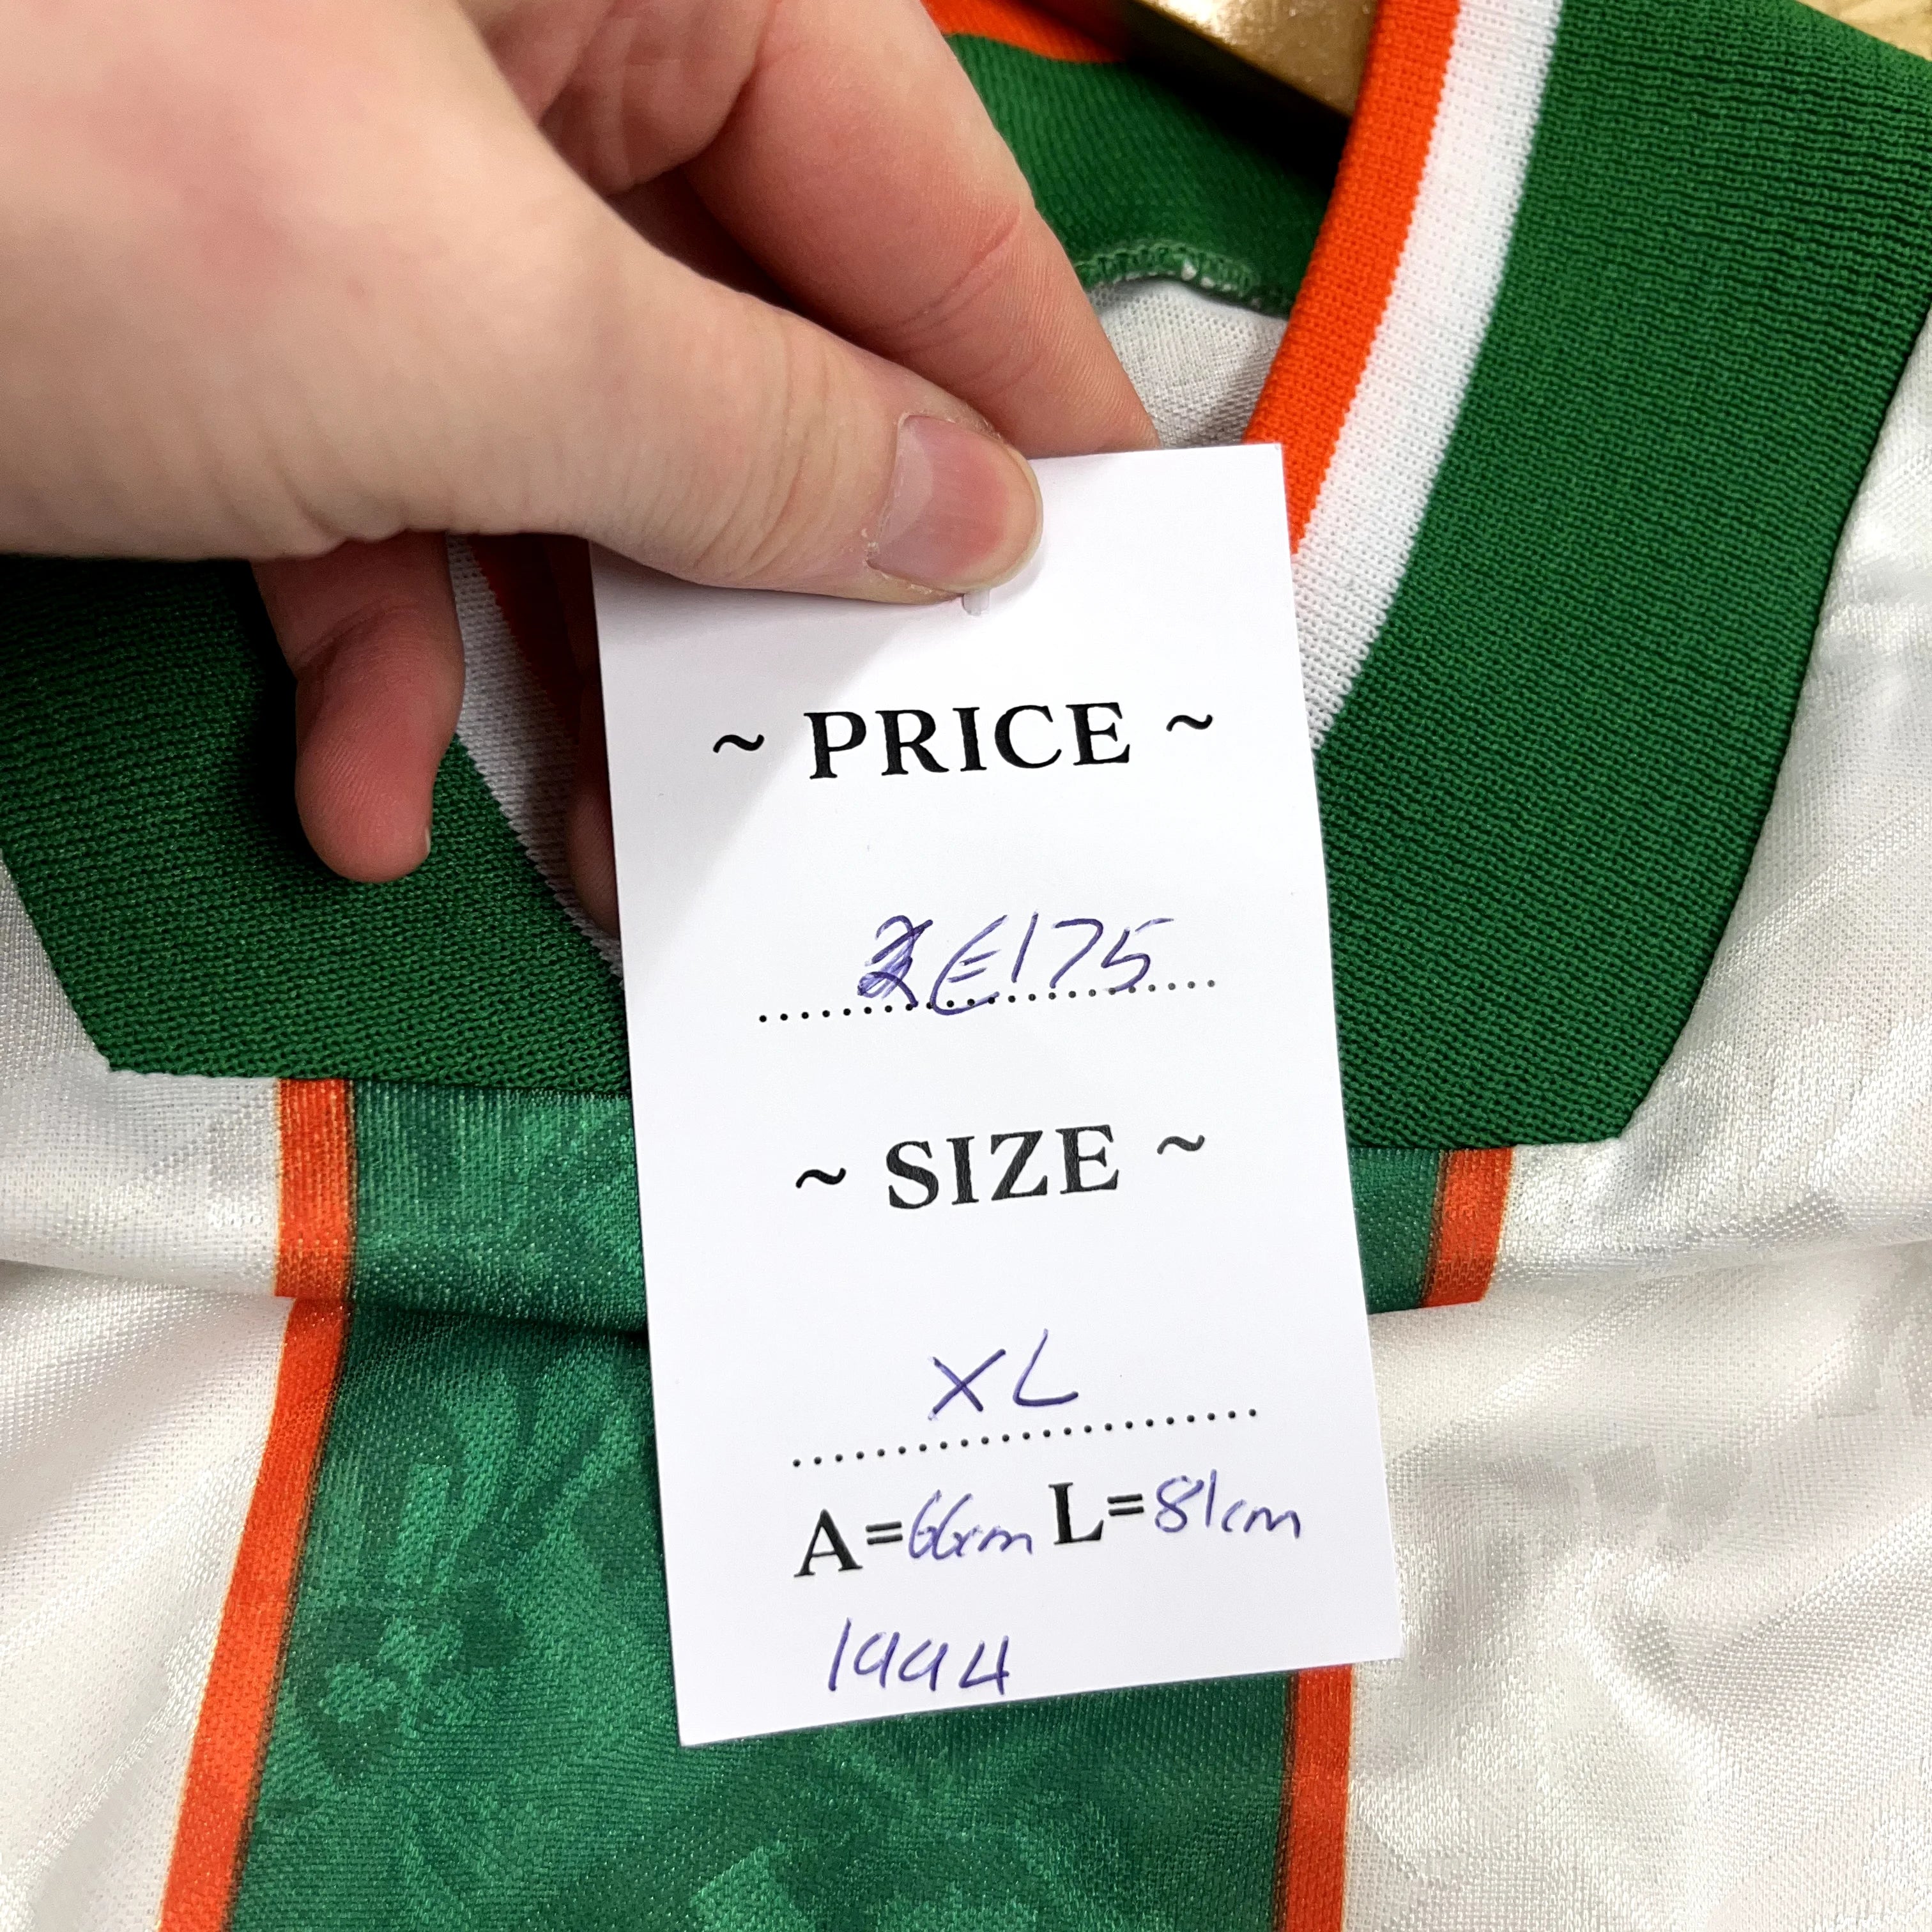 ~ PRICE ~
€175
~ SIZE ~
XL
A=66cm L=81cm
1994